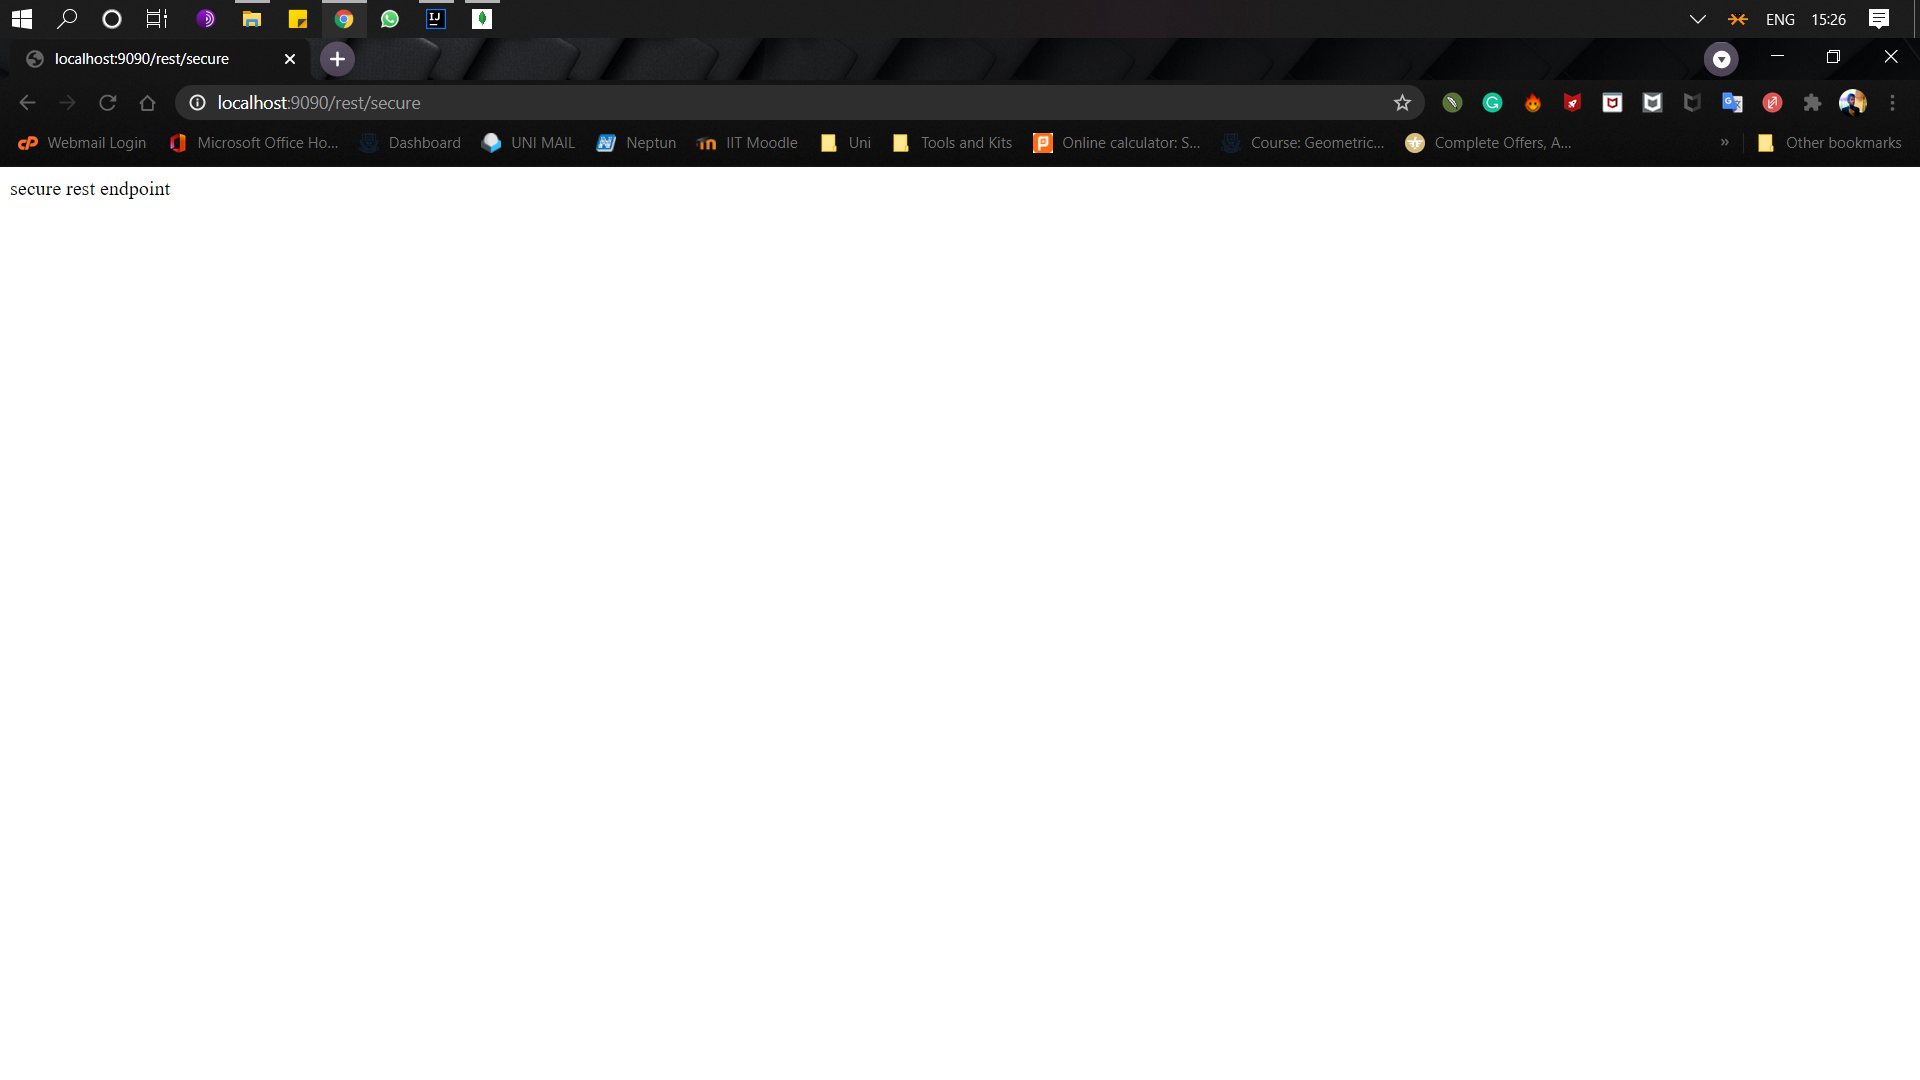 ENG 15:26
localhost:9090/rest/secure
localhost:9090/rest/secure
Webmail Login Microsoft Office Ho... Dashboard UNI MAIL Neptun IIT Moodle Uni Tools and Kits Online calculator: S... Course: Geometric... Complete Offers, A... » Other bookmarks
secure rest endpoint